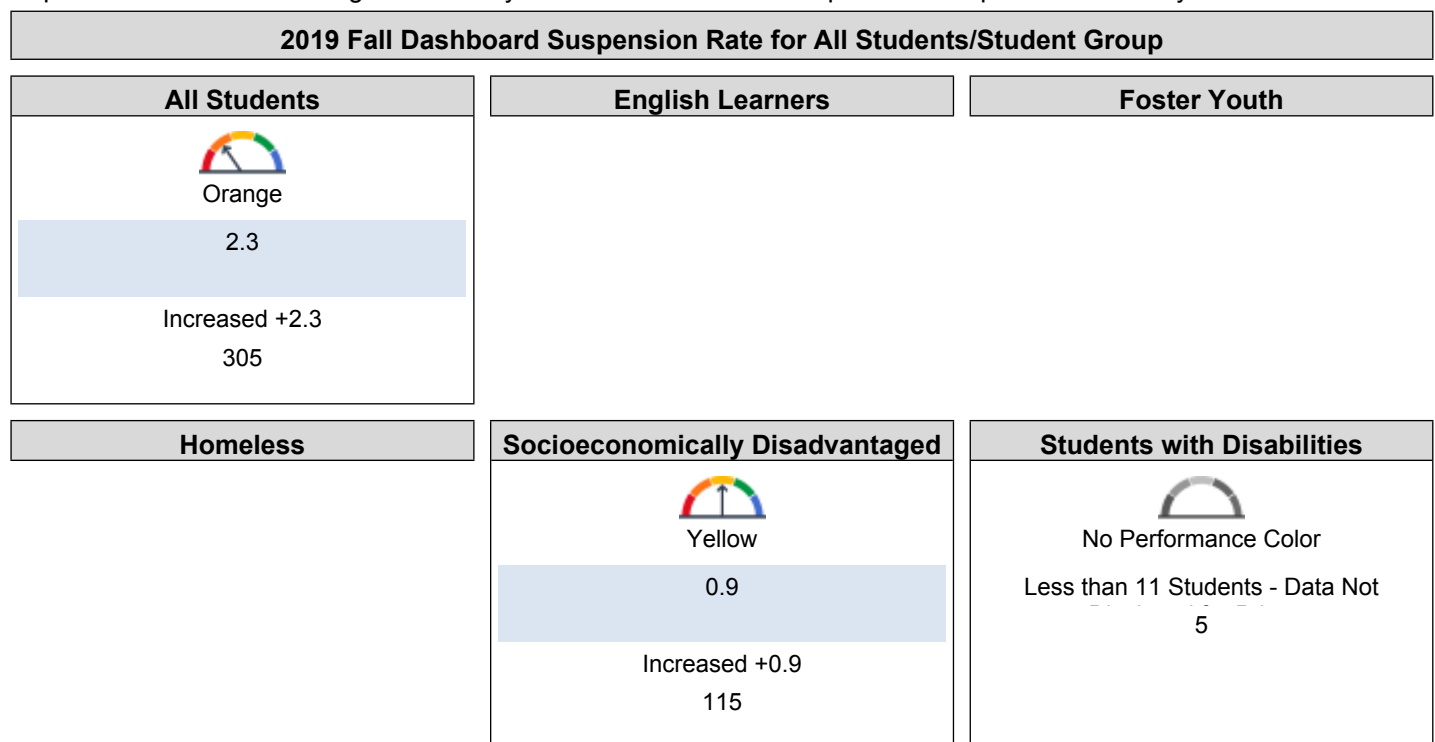 2019 Fall Dashboard Suspension Rate for All Students/Student Group
All Students
English Learners
Foster Youth
Orange
2.3
Increased +2.3
305
Homeless
Socioeconomically Disadvantaged
Students with Disabilities
Yellow
0.9
Increased +0.9
115
No Performance Color
Less than 11 Students - Data Not
5